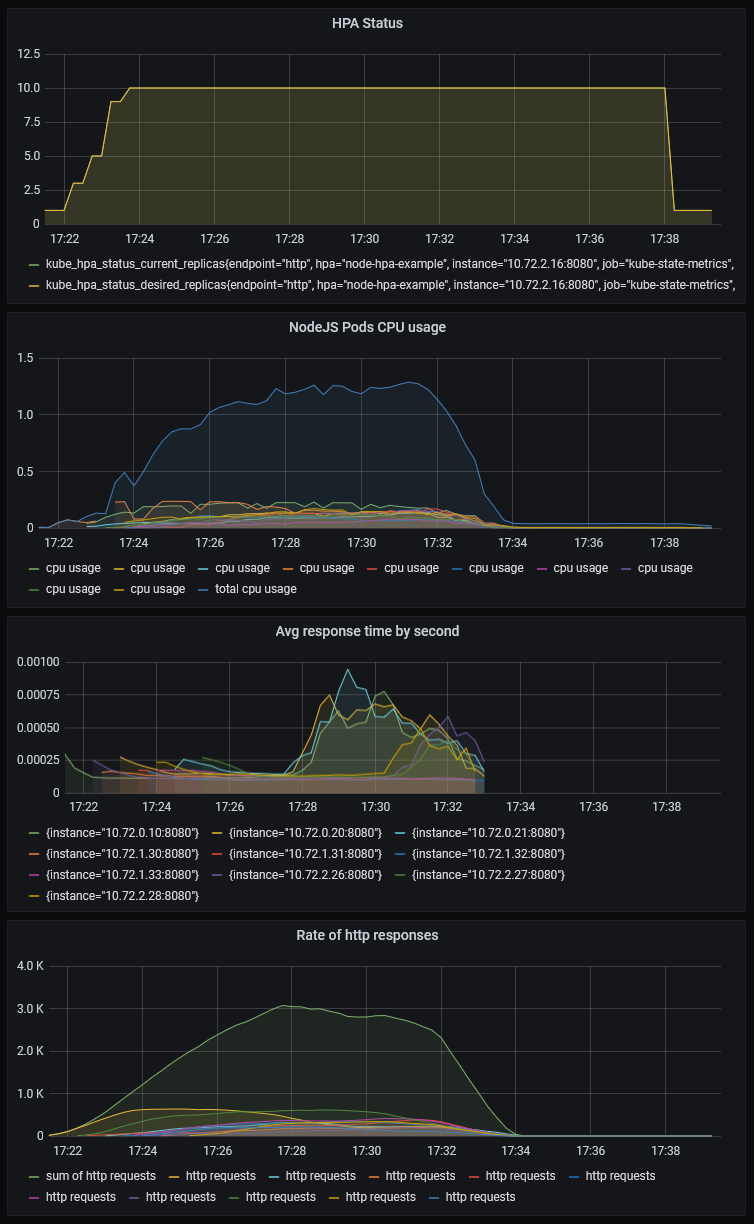 HPA Status
12.5
10.0
7.5
5.0
2.5
0
17:22 17:24 17:26 17:28 17:30 17:32 17:34 17:36 17:38
kube_hpa_status_current_replicas{endpoint="http", hpa="node-hpa-example", instance="10.72.2.16:8080", job="kube-state-metrics",
kube_hpa_status_desired_replicas{endpoint="http", hpa="node-hpa-example", instance="10.72.2.16:8080", job="kube-state-metrics",
NodeJS Pods CPU usage
1.5
1.0
0.5
0
17:22 17:24 17:26 17:28 17:30 17:32 17:34 17:36 17:38
cpu usage cpu usage cpu usage cpu usage cpu usage cpu usage cpu usage cpu usage
cpu usage cpu usage total cpu usage
Avg response time by second
0.00100
0.00075
0.00050
0.00025
0
17:22 17:24 17:26 17:28 17:30 17:32 17:34 17:36 17:38
{instance="10.72.0.10:8080"} {instance="10.72.0.20:8080"} {instance="10.72.0.21:8080"}
{instance="10.72.1.30:8080"} {instance="10.72.1.31:8080"} {instance="10.72.1.32:8080"}
{instance="10.72.1.33:8080"} {instance="10.72.2.26:8080"} {instance="10.72.2.27:8080"}
{instance="10.72.2.28:8080"}
Rate of http responses
4.0 K
3.0 K
2.0 K
1.0 K
0
17:22 17:24 17:26 17:28 17:30 17:32 17:34 17:36 17:38
sum of http requests http requests http requests http requests http requests http requests
http requests http requests http requests http requests http requests